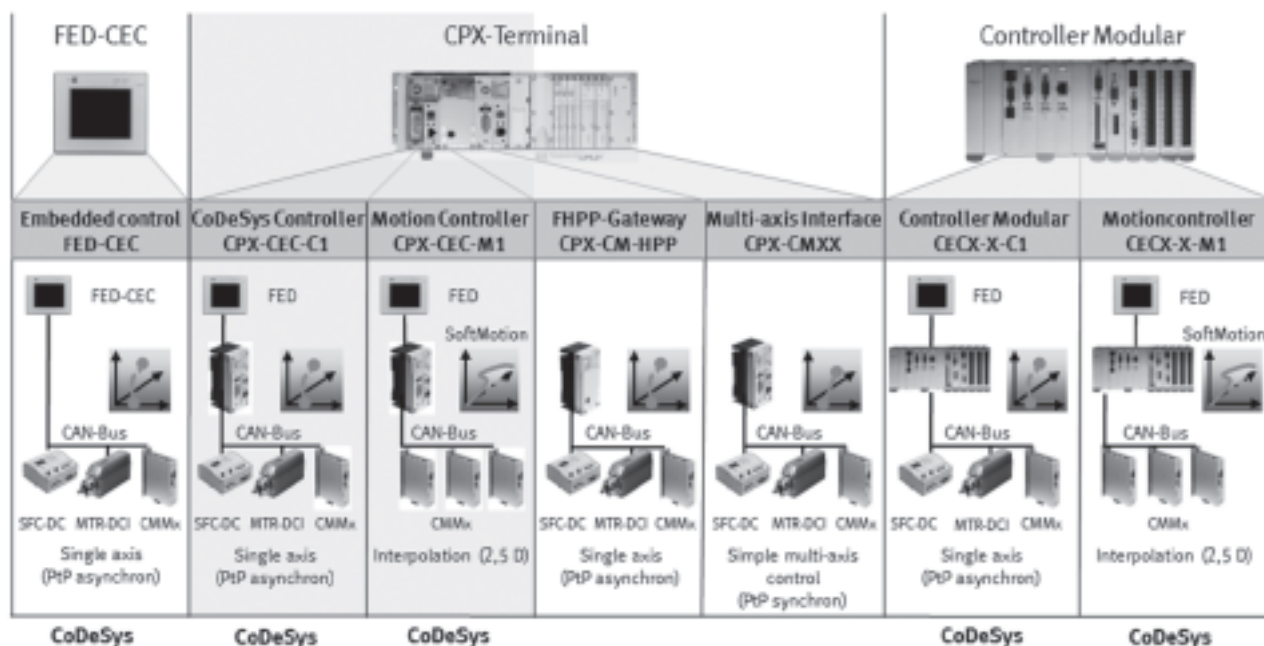 FED-CEC
CPX-Terminal
Controller Modular
Embedded control
FED-CEC
CoDeSys Controller
CPX-CEC-C1
Motion Controller
CPX-CEC-M1
FHPP-Gateway
CPX-CM-HPP
Multi-axis Interface
CPX-CMXX
Controller Modular
CECX-X-C1
Motioncontroller
CECX-X-M1
FED-CEC
CAN-Bus
SFC-DC MTR-DCI CMMx
Single axis
(PtP asynchron)
FED
CAN-Bus
SFC-DC MTR-DCI CMMx
Single axis
(PtP asynchron)
FED
SoftMotion
CAN-Bus
CMMx
Interpolation (2,5 D)
CAN-Bus
SFC-DC MTR-DCI CMMx
Single axis
(PtP asynchron)
CAN-Bus
SFC-DC MTR-DCI CMMx
Simple multi-axis
control
(PtP synchron)
FED
CAN-Bus
SFC-DC MTR-DCI CMMx
Single axis
(PtP asynchron)
FED
SoftMotion
CAN-Bus
CMMx
Interpolation (2,5 D)
CoDeSys
CoDeSys
CoDeSys
CoDeSys
CoDeSys